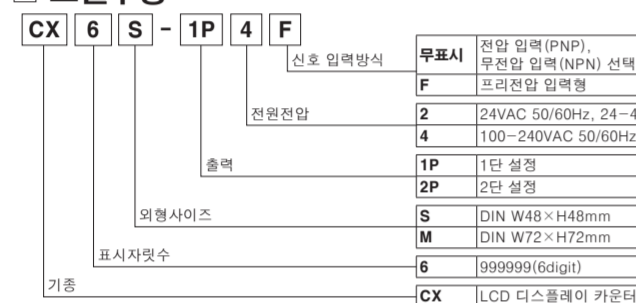 CX 6 S - 1P 4 F
신호 입력방식
무표시 전압 입력(PNP),
무전압 입력(NPN) 선택
F 프리전압 입력형
전원전압
2 24VAC 50/60Hz, 24-4
4 100-240VAC 50/60Hz
출력
1P 1단 설정
2P 2단 설정
외형사이즈
S DIN W48×H48mm
M DIN W72×H72mm
표시자릿수
6 999999(6digit)
기종
CX LCD 디스플레이 카운터